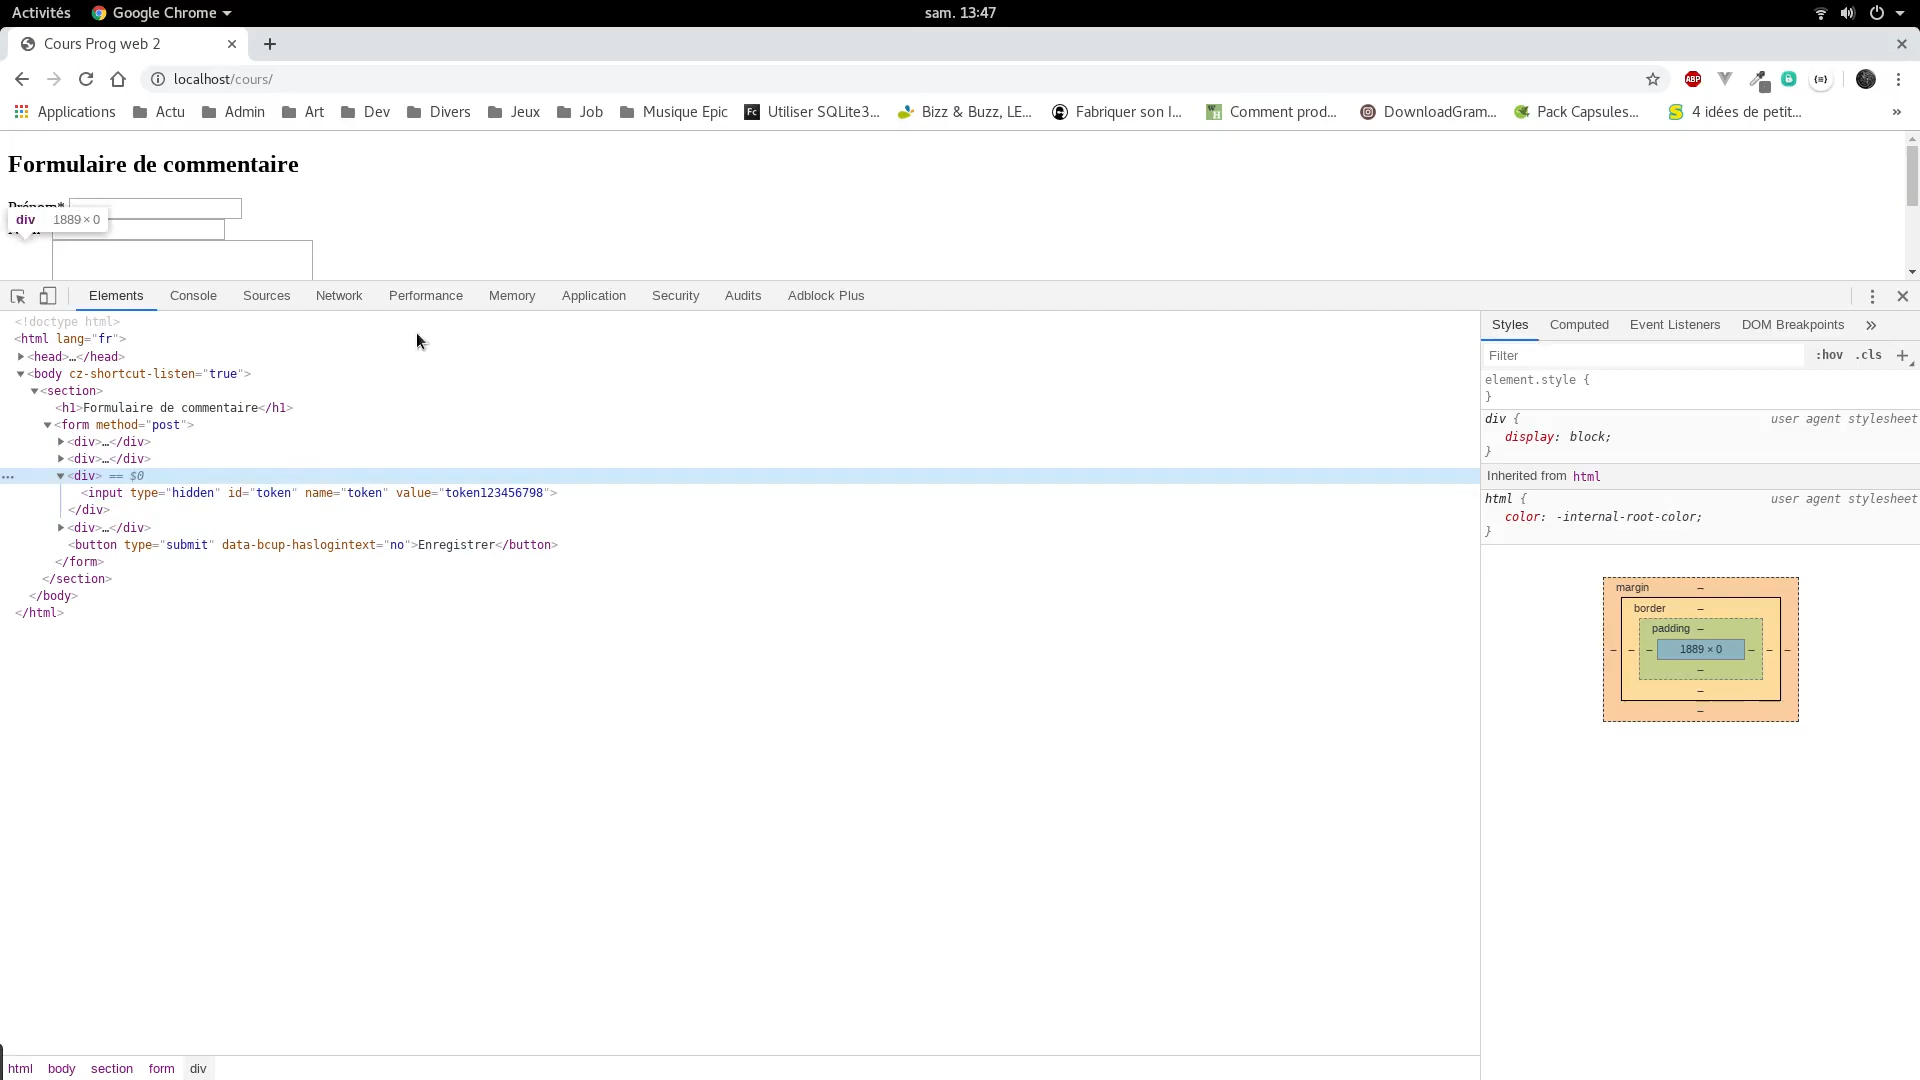 Activités Google Chrome sam. 13:47
Cours Prog web 2
localhost/cours/
ABP
Applications Actu Admin Art Dev Divers Jeux Job Musique Epic Utiliser SQLite3... Bizz & Buzz, LE... Fabriquer son I... Comment prod... DownloadGram... Pack Capsules... 4 idées de petit... »
Formulaire de commentaire
Prénom*
div 1889 × 0
Elements Console Sources Network Performance Memory Application Security Audits Adblock Plus
<!doctype html>
<html lang="fr">
<head>…</head>
<body cz-shortcut-listen="true">
<section>
<h1>Formulaire de commentaire</h1>
<form method="post">
<div>…</div>
<div>…</div>
<div> == $0
<input type="hidden" id="token" name="token" value="token123456798">
</div>
<div>…</div>
<button type="submit" data-bcup-haslogintext="no">Enregistrer</button>
</form>
</section>
</body>
</html>
html body section form div
Styles Computed Event Listeners DOM Breakpoints »
Filter :hov .cls +
element.style {
}
div { user agent stylesheet
display: block;
}
Inherited from html
html { user agent stylesheet
color: -internal-root-color;
}
margin –
border –
padding –
– – – 1889 × 0 – – –
–
–
–